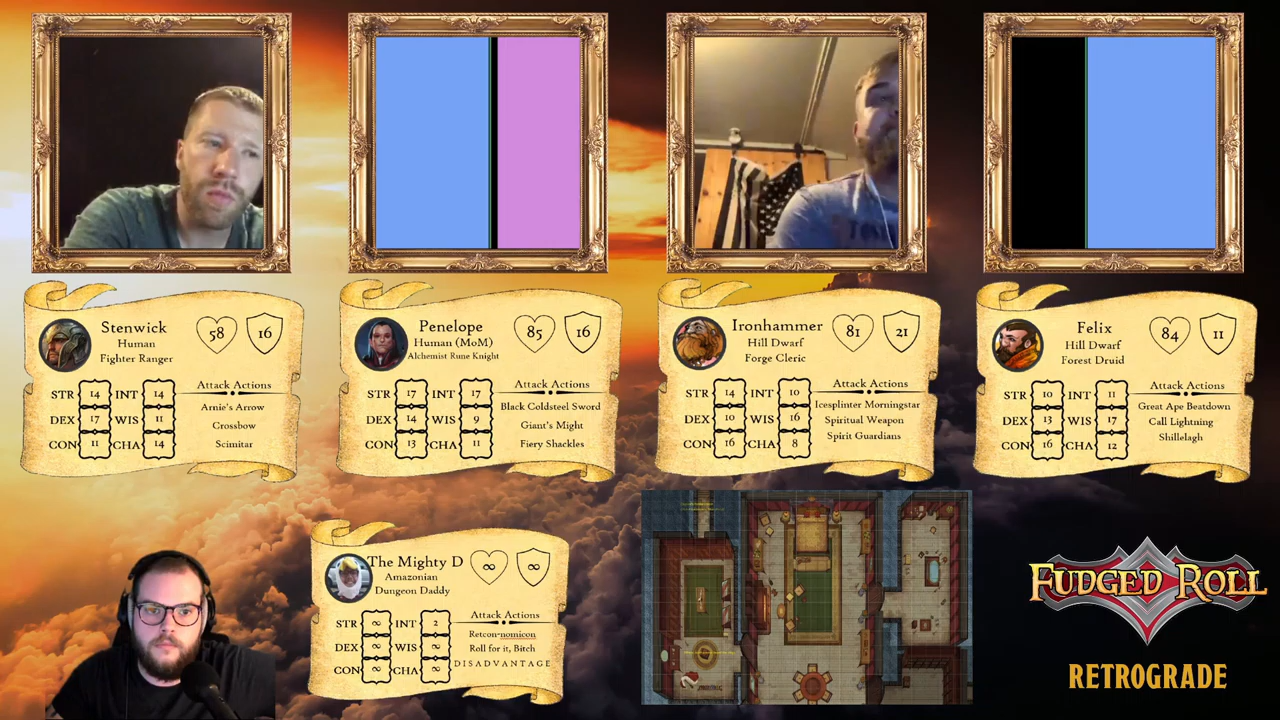 Stenwick
Human
Fighter Ranger
58
16
STR 14 INT 14
DEX 17 WIS 11
CON 11 CHA 14
Attack Actions
Arnie's Arrow
Crossbow
Scimitar
Penelope
Human (MoM)
Alchemist Rune Knight
85
16
STR 17 INT 17
DEX 14 WIS 9
CON 13 CHA 11
Attack Actions
Black Coldsteel Sword
Giant's Might
Fiery Shackles
Ironhammer
Hill Dwarf
Forge Cleric
81
21
STR 14 INT 10
DEX 10 WIS 16
CON 16 CHA 8
Attack Actions
Icesplinter Morningstar
Spiritual Weapon
Spirit Guardians
Felix
Hill Dwarf
Forest Druid
84
11
STR 10 INT 11
DEX 13 WIS 17
CON 16 CHA 12
Attack Actions
Great Ape Beatdown
Call Lightning
Shillelagh
The Mighty D
Amazonian
Dungeon Daddy
∞
∞
STR ∞ INT 2
DEX ∞ WIS ∞
CON ∞ CHA ∞
Attack Actions
Retcon-nomicon
Roll for it, Bitch
DISADVANTAGE
FUDGED ROLL
RETROGRADE